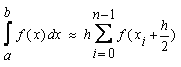 ∫_a^b f(x) dx ≈ h ∑_{i=0}^{n-1} f(x_i + h/2)